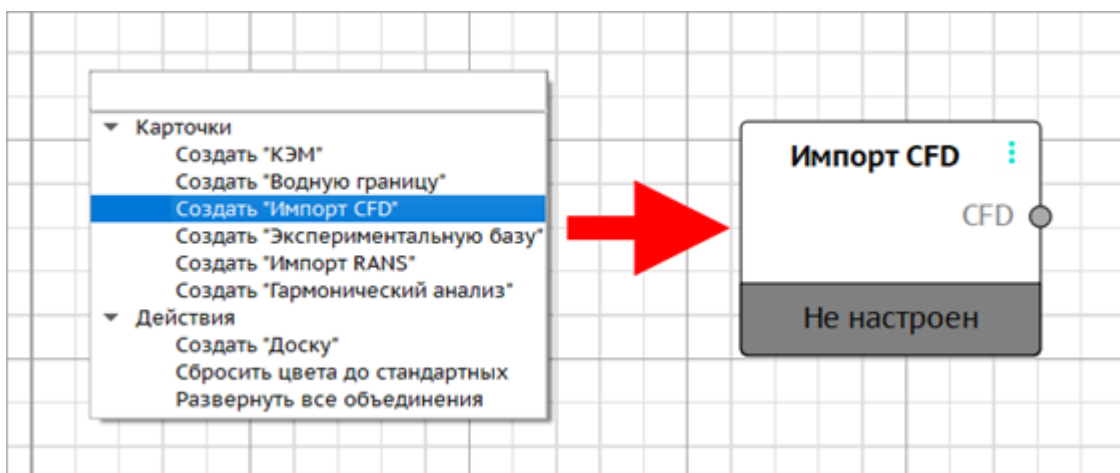 Карточки
Создать "КЭМ"
Создать "Водную границу"
Создать "Импорт CFD"
Создать "Экспериментальную базу"
Создать "Импорт RANS"
Создать "Гармонический анализ"
Действия
Создать "Доску"
Сбросить цвета до стандартных
Развернуть все объединения
Импорт CFD
CFD
Не настроен